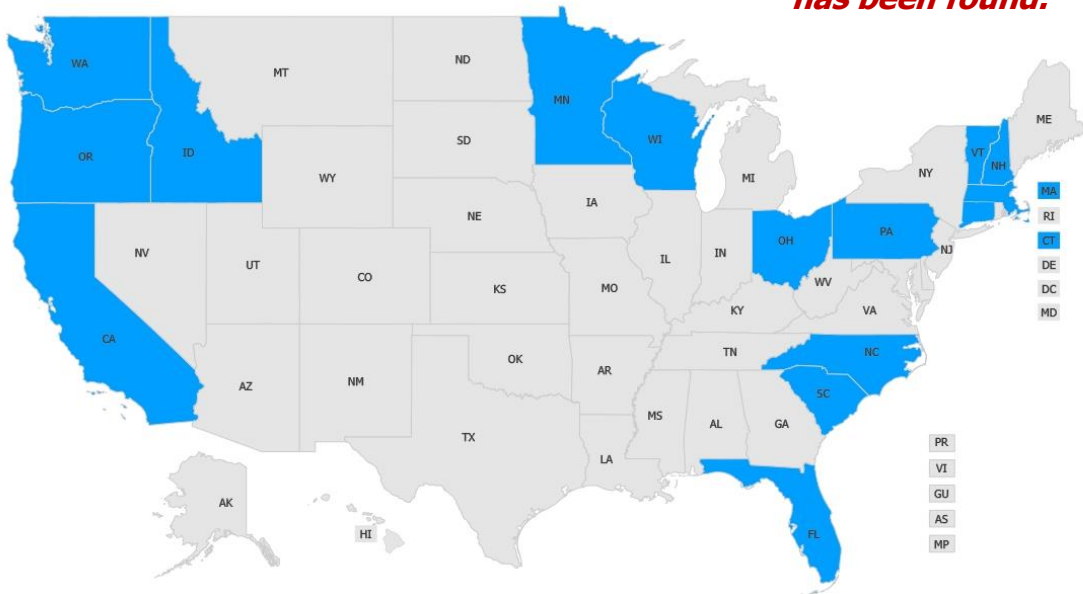 has been found.
WA
MT
ND
MN
ME
OR
ID
SD
WI
VT
NH
WY
MI
NY
MA
RI
CT
DE
DC
MD
NE
IA
PA
NJ
NV
UT
CO
IL
IN
OH
KS
MO
WV
VA
KY
CA
NC
TN
AZ
NM
OK
AR
SC
MS
AL
GA
TX
LA
PR
VI
GU
AS
MP
AK
HI
FL